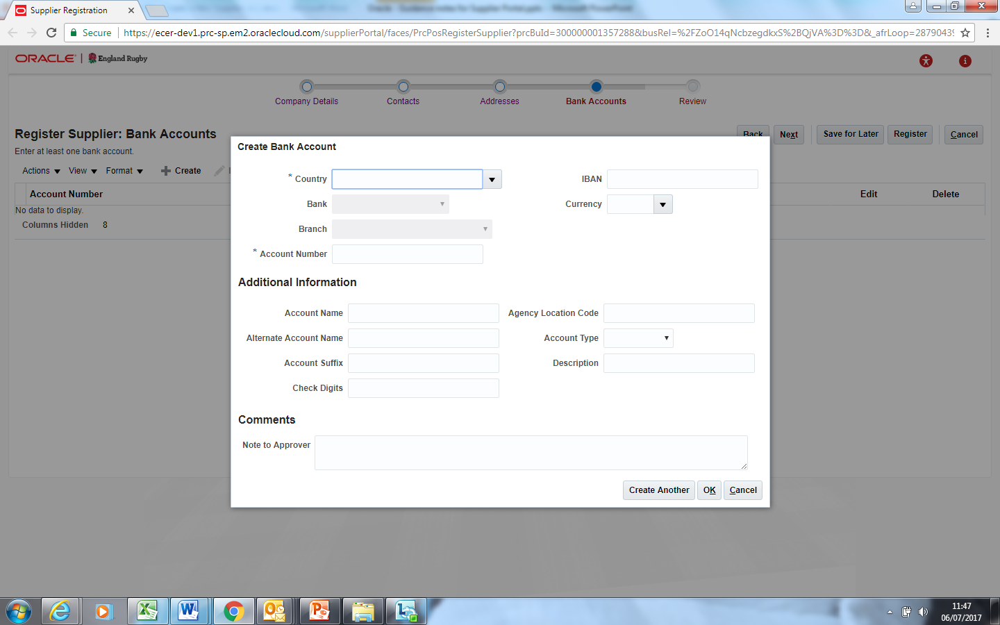 Supplier Registration
Secure https://ecer-dev1.prc-sp.em2.oraclecloud.com/supplierPortal/faces/PrcPosRegisterSupplier?prcBuId=300000001357288&busRel=%2FZoO14qNcbzegdkxS%2BQjVA%3D%3D&_afrLoop=28790439
ORACLE | England Rugby
Company Details Contacts Addresses Bank Accounts Review
Register Supplier: Bank Accounts
Back Next Save for Later Register Cancel
Enter at least one bank account.
Actions View Format Create
Account Number Edit Delete
No data to display.
Columns Hidden 8
Create Bank Account
* Country IBAN
Bank Currency
Branch
* Account Number
Additional Information
Account Name Agency Location Code
Alternate Account Name Account Type
Account Suffix Description
Check Digits
Comments
Note to Approver
Create Another OK Cancel
11:47
06/07/2017